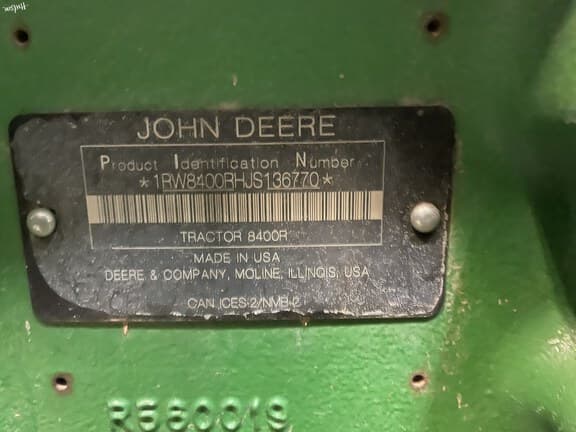 JOHN DEERE
Product Identification Number
*1RW8400RHJS136770*
TRACTOR 8400R
MADE IN USA
DEERE & COMPANY, MOLINE, ILLINOIS, USA
CAN ICES-2/NMB-2
R560019